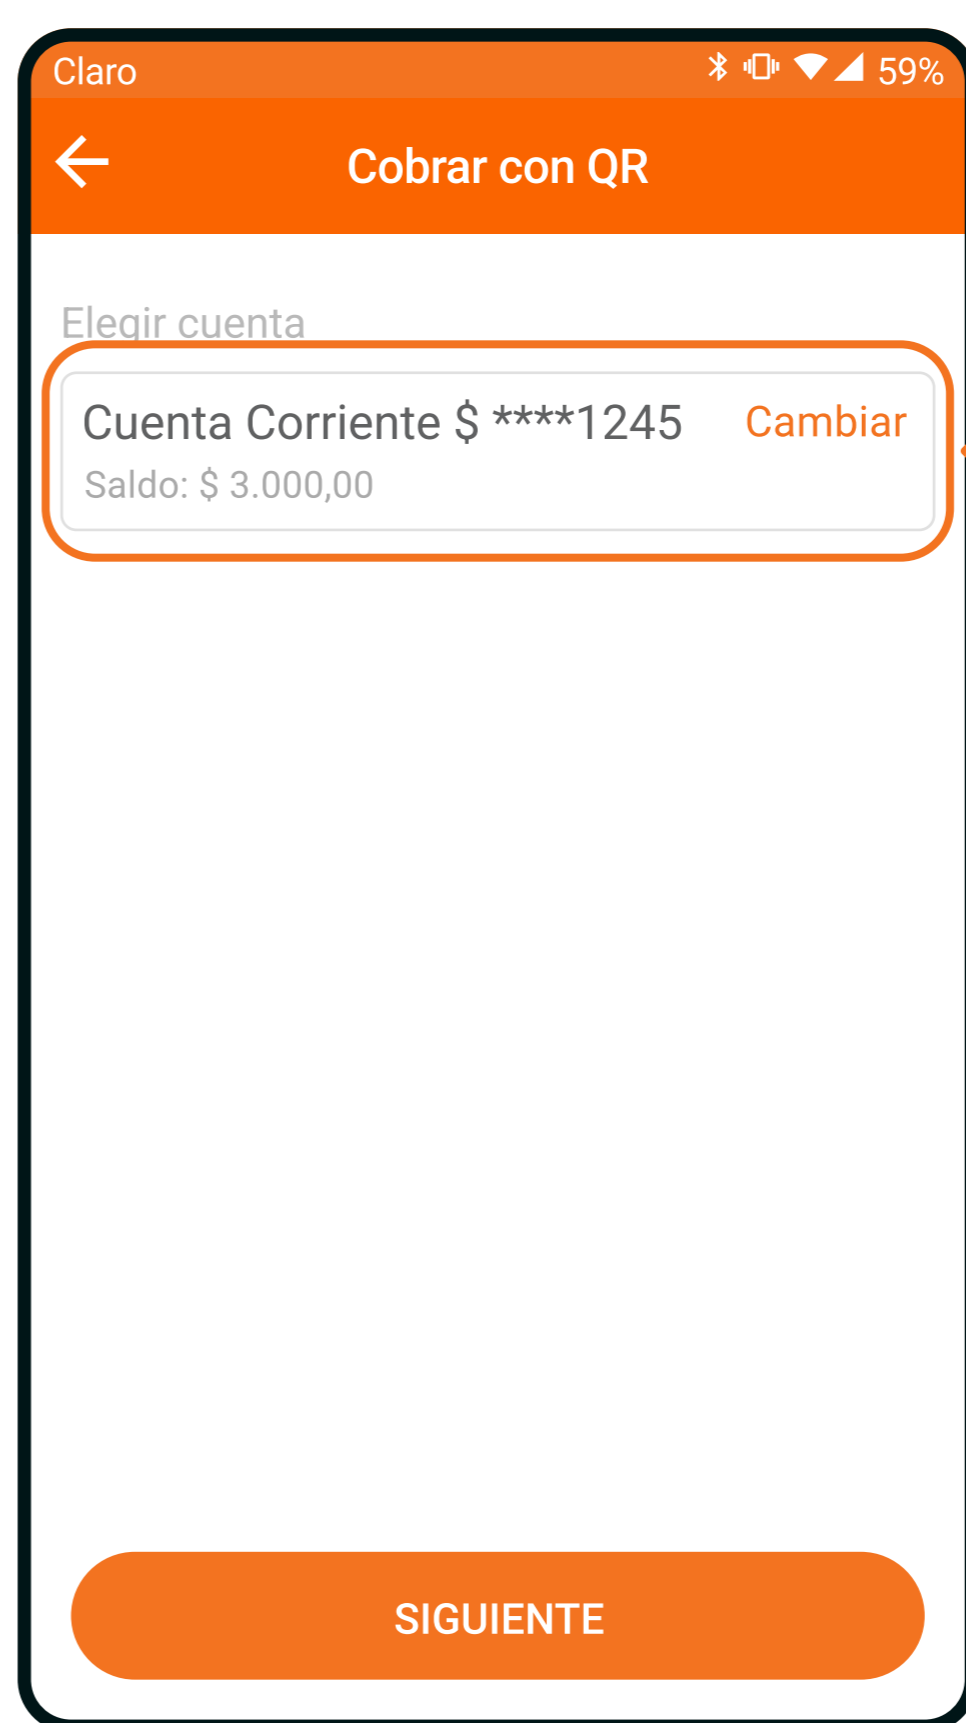 Claro 59%
Cobrar con QR
Elegir cuenta
Cuenta Corriente $ ****1245 Cambiar
Saldo: $ 3.000,00
SIGUIENTE